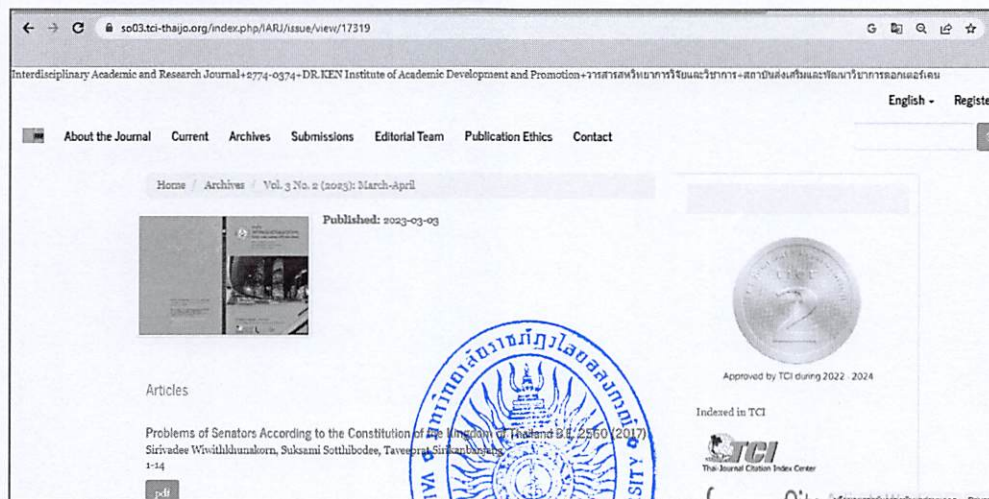 so03.tci-thaijo.org/index.php/IARJ/issue/view/17319
Interdisciplinary Academic and Research Journal+2774-0374+DR.KEN Institute of Academic Development and Promotion+วารสารสหวิทยาการวิจัยและวิชาการ+สถาบันส่งเสริมและพัฒนาวิชาการดอกเตอร์เคน
English Registe
About the Journal Current Archives Submissions Editorial Team Publication Ethics Contact
Home / Archives / Vol. 3 No. 2 (2023): March-April
Published: 2023-03-03
2
Approved by TCI during 2022 - 2024
Articles
Indexed in TCI
Problems of Senators According to the Constitution of the Kingdom of Thailand B.E. 2560 (2017)
Sirivadee Wiwithkhunakorn, Suksami Sotthibodee, Taveeprat Sirikanbanjong
1-14
TCI
Thai-Journal Citation Index Center
pdf